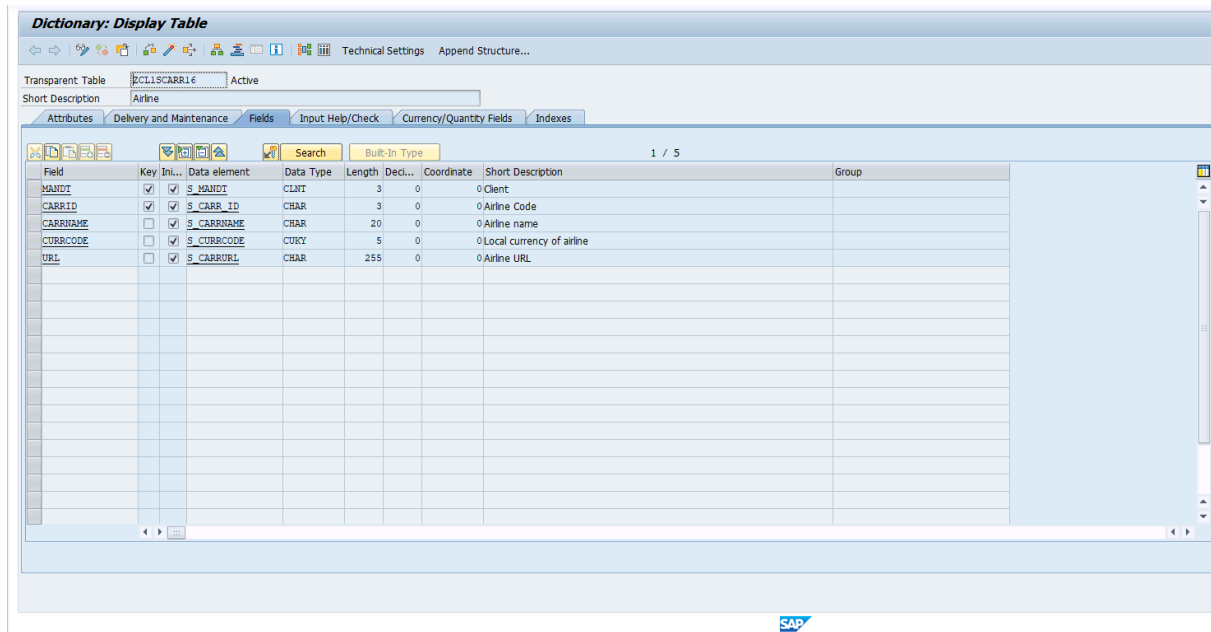 Dictionary: Display Table
Technical Settings Append Structure...
Transparent Table ZCL1SCARR16 Active
Short Description Airline
Attributes Delivery and Maintenance Fields Input Help/Check Currency/Quantity Fields Indexes
Search Built-In Type 1 / 5
Field Key Ini... Data element Data Type Length Deci... Coordinate Short Description Group
MANDT S_MANDT CLNT 3 0 0 Client
CARRID S_CARR_ID CHAR 3 0 0 Airline Code
CARRNAME S_CARRNAME CHAR 20 0 0 Airline name
CURRCODE S_CURRCODE CUKY 5 0 0 Local currency of airline
URL S_CARRURL CHAR 255 0 0 Airline URL
SAP